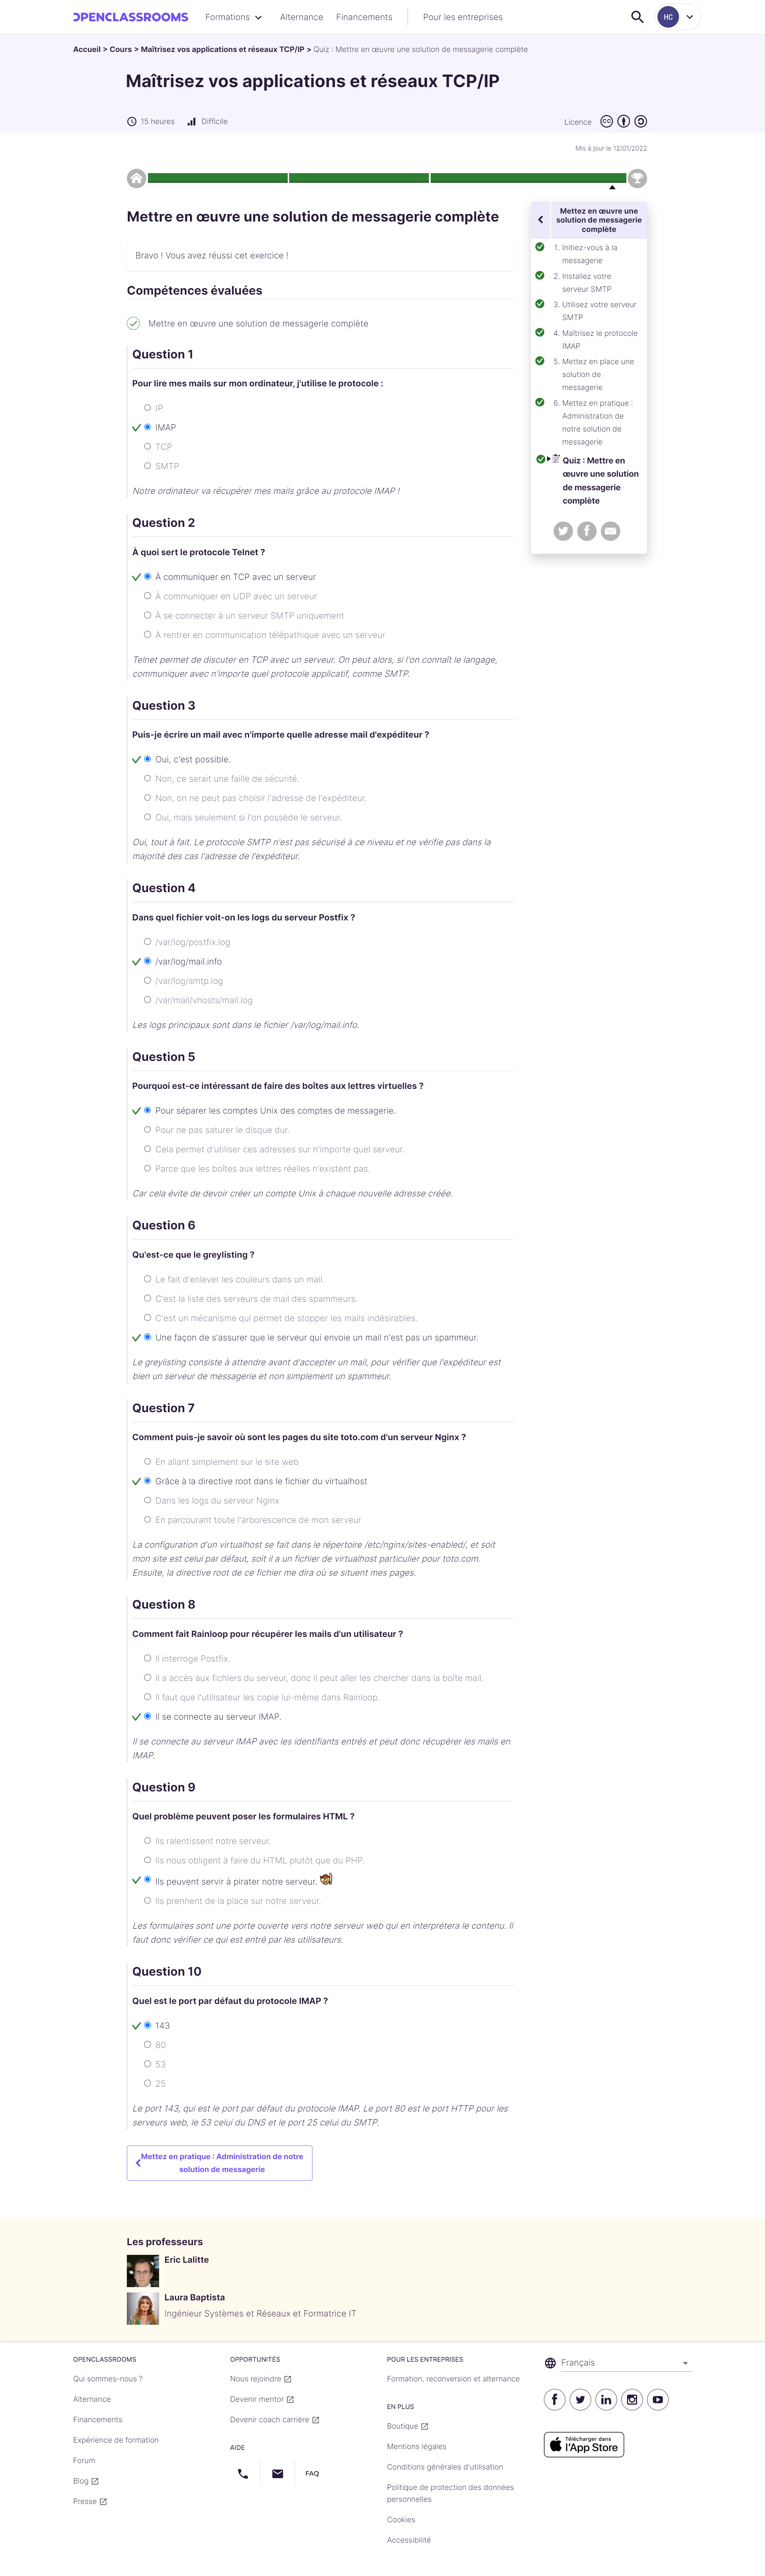 OPENCLASSROOMS Formations Alternance Financements Pour les entreprises HC
Accueil > Cours > Maîtrisez vos applications et réseaux TCP/IP > Quiz : Mettre en œuvre une solution de messagerie complète
Maîtrisez vos applications et réseaux TCP/IP
15 heures Difficile Licence
Mis à jour le 12/01/2022
Mettre en œuvre une solution de messagerie complète
Bravo ! Vous avez réussi cet exercice !
Compétences évaluées
Mettre en œuvre une solution de messagerie complète
Question 1
Pour lire mes mails sur mon ordinateur, j'utilise le protocole :
IP
IMAP
TCP
SMTP
Notre ordinateur va récupérer mes mails grâce au protocole IMAP !
Question 2
À quoi sert le protocole Telnet ?
À communiquer en TCP avec un serveur
À communiquer en UDP avec un serveur
À se connecter à un serveur SMTP uniquement
À rentrer en communication télépathique avec un serveur
Telnet permet de discuter en TCP avec un serveur. On peut alors, si l'on connaît le langage,
communiquer avec n'importe quel protocole applicatif, comme SMTP.
Question 3
Puis-je écrire un mail avec n'importe quelle adresse mail d'expéditeur ?
Oui, c'est possible.
Non, ce serait une faille de sécurité.
Non, on ne peut pas choisir l'adresse de l'expéditeur.
Oui, mais seulement si l'on possède le serveur.
Oui, tout à fait. Le protocole SMTP n'est pas sécurisé à ce niveau et ne vérifie pas dans la
majorité des cas l'adresse de l'expéditeur.
Question 4
Dans quel fichier voit-on les logs du serveur Postfix ?
/var/log/postfix.log
/var/log/mail.info
/var/log/smtp.log
/var/mail/vhosts/mail.log
Les logs principaux sont dans le fichier /var/log/mail.info.
Question 5
Pourquoi est-ce intéressant de faire des boîtes aux lettres virtuelles ?
Pour séparer les comptes Unix des comptes de messagerie.
Pour ne pas saturer le disque dur.
Cela permet d'utiliser ces adresses sur n'importe quel serveur.
Parce que les boîtes aux lettres réelles n'existent pas.
Car cela évite de devoir créer un compte Unix à chaque nouvelle adresse créée.
Question 6
Qu'est-ce que le greylisting ?
Le fait d'enlever les couleurs dans un mail.
C'est la liste des serveurs de mail des spammeurs.
C'est un mécanisme qui permet de stopper les mails indésirables.
Une façon de s'assurer que le serveur qui envoie un mail n'est pas un spammeur.
Le greylisting consiste à attendre avant d'accepter un mail, pour vérifier que l'expéditeur est
bien un serveur de messagerie et non simplement un spammeur.
Question 7
Comment puis-je savoir où sont les pages du site toto.com d'un serveur Nginx ?
En allant simplement sur le site web
Grâce à la directive root dans le fichier du virtualhost
Dans les logs du serveur Nginx
En parcourant toute l'arborescence de mon serveur
La configuration d'un virtualhost se fait dans le répertoire /etc/nginx/sites-enabled/, et soit
mon site est celui par défaut, soit il a un fichier de virtualhost particulier pour toto.com.
Ensuite, la directive root de ce fichier me dira où se situent mes pages.
Question 8
Comment fait Rainloop pour récupérer les mails d'un utilisateur ?
Il interroge Postfix.
Il a accès aux fichiers du serveur, donc il peut aller les chercher dans la boîte mail.
Il faut que l'utilisateur les copie lui-même dans Rainloop.
Il se connecte au serveur IMAP.
Il se connecte au serveur IMAP avec les identifiants entrés et peut donc récupérer les mails en
IMAP.
Question 9
Quel problème peuvent poser les formulaires HTML ?
Ils ralentissent notre serveur.
Ils nous obligent à faire du HTML plutôt que du PHP.
Ils peuvent servir à pirater notre serveur.
Ils prennent de la place sur notre serveur.
Les formulaires sont une porte ouverte vers notre serveur web qui en interprétera le contenu. Il
faut donc vérifier ce qui est entré par les utilisateurs.
Question 10
Quel est le port par défaut du protocole IMAP ?
143
80
53
25
Le port 143, qui est le port par défaut du protocole IMAP. Le port 80 est le port HTTP pour les
serveurs web, le 53 celui du DNS et le port 25 celui du SMTP.
Mettez en pratique : Administration de notre
solution de messagerie
Mettez en œuvre une
solution de messagerie
complète
1. Initiez-vous à la
messagerie
2. Installez votre
serveur SMTP
3. Utilisez votre serveur
SMTP
4. Maîtrisez le protocole
IMAP
5. Mettez en place une
solution de
messagerie
6. Mettez en pratique :
Administration de
notre solution de
messagerie
Quiz : Mettre en
œuvre une solution
de messagerie
complète
Les professeurs
Eric Lalitte
Laura Baptista
Ingénieur Systèmes et Réseaux et Formatrice IT
OPENCLASSROOMS
Qui sommes-nous ?
Alternance
Financements
Expérience de formation
Forum
Blog
Presse
OPPORTUNITÉS
Nous rejoindre
Devenir mentor
Devenir coach carrière
AIDE
FAQ
POUR LES ENTREPRISES
Formation, reconversion et alternance
EN PLUS
Boutique
Mentions légales
Conditions générales d'utilisation
Politique de protection des données
personnelles
Cookies
Accessibilité
Français
Télécharger dans
l'App Store